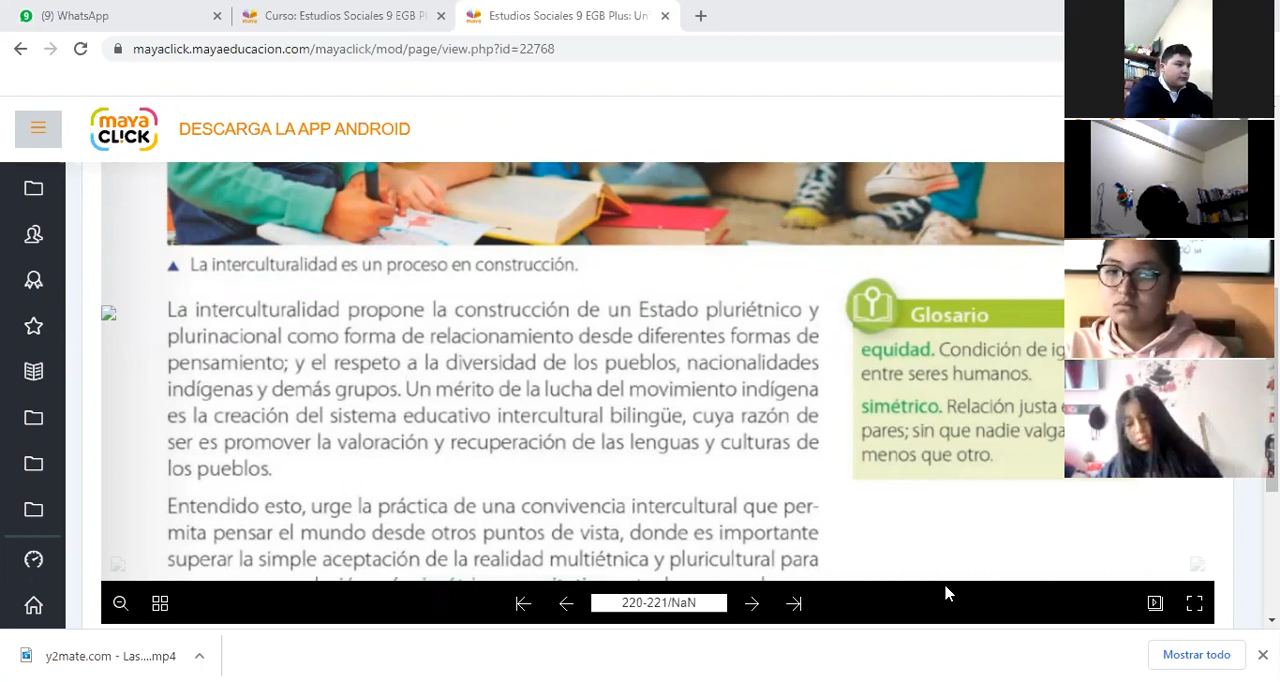 (9) WhatsApp
Curso: Estudios Sociales 9 EGB Pl
Estudios Sociales 9 EGB Plus: Un
mayaclick.mayaeducacion.com/mayaclick/mod/page/view.php?id=22768
maya CLICK
DESCARGA LA APP ANDROID
▲ La interculturalidad es un proceso en construcción.
La interculturalidad propone la construcción de un Estado pluriétnico y
plurinacional como forma de relacionamiento desde diferentes formas de
pensamiento; y el respeto a la diversidad de los pueblos, nacionalidades
indígenas y demás grupos. Un mérito de la lucha del movimiento indígena
es la creación del sistema educativo intercultural bilingüe, cuya razón de
ser es promover la valoración y recuperación de las lenguas y culturas de
los pueblos.
Entendido esto, urge la práctica de una convivencia intercultural que per-
mita pensar el mundo desde otros puntos de vista, donde es importante
superar la simple aceptación de la realidad multiétnica y pluricultural para
Glosario
equidad. Condición de ig
entre seres humanos.
simétrico. Relación justa
pares; sin que nadie valga
menos que otro.
220-221/NaN
y2mate.com - Las....mp4
Mostrar todo